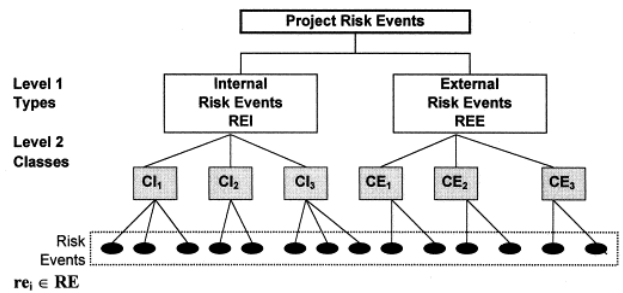 Project Risk Events
Level 1
Types
Internal
Risk Events
REI
External
Risk Events
REE
Level 2
Classes
CI₁
CI₂
CI₃
CE₁
CE₂
CE₃
Risk
Events
reᵢ ∈ RE